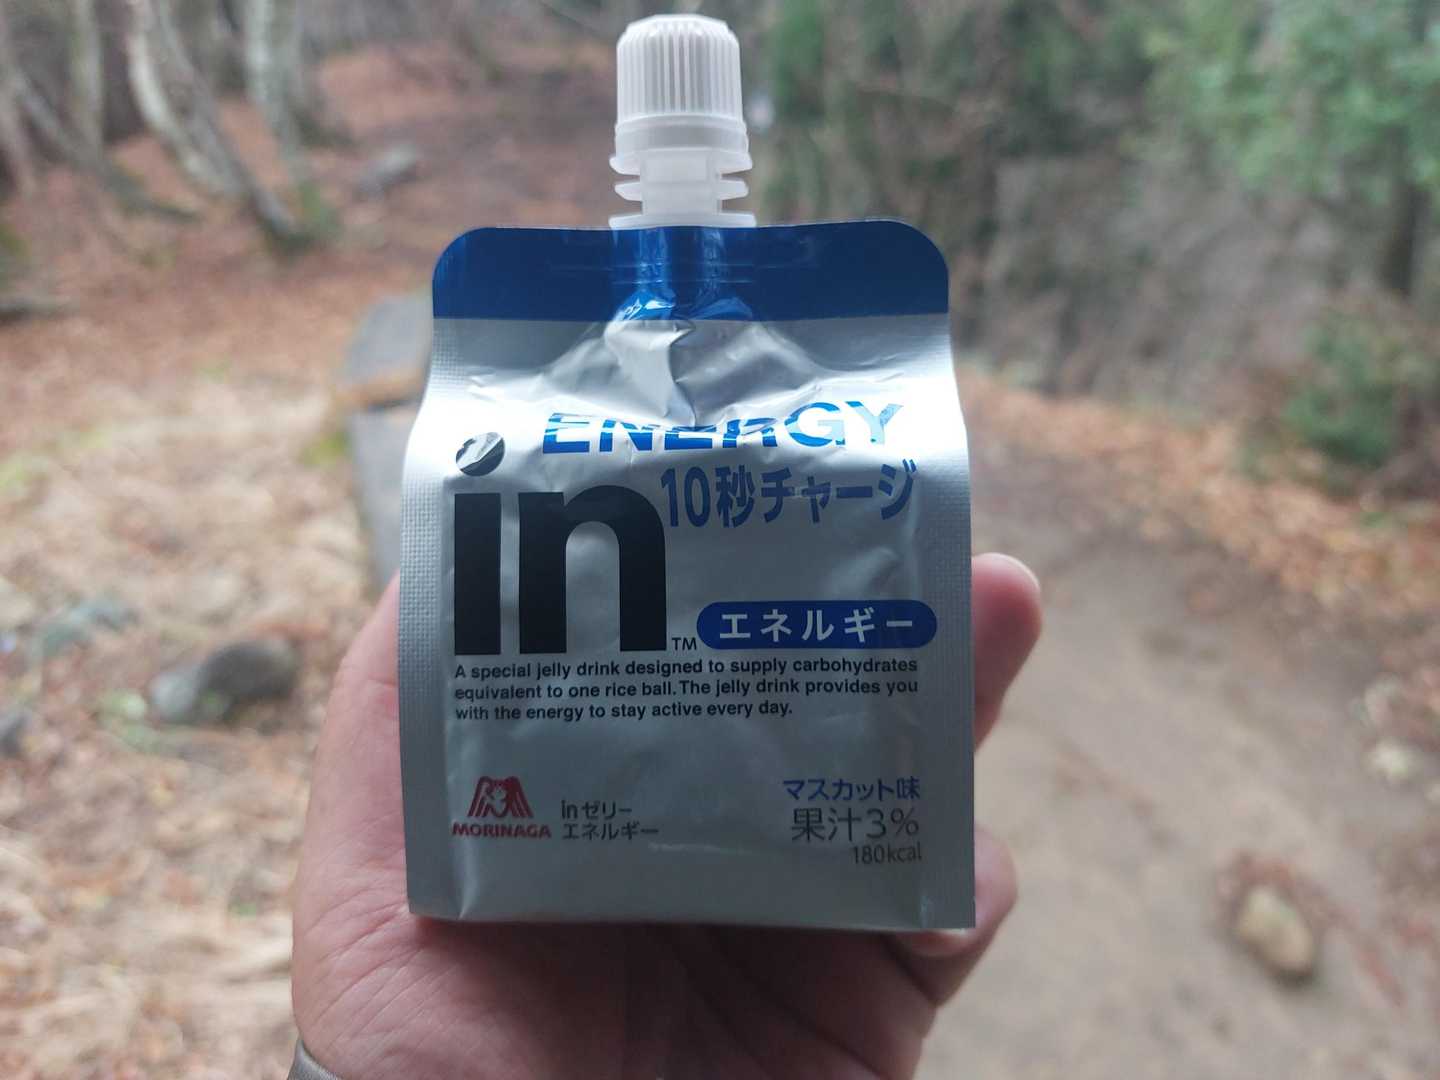 ENERGY
10秒チャージ
in™
エネルギー
A special jelly drink designed to supply carbohydrates
equivalent to one rice ball. The jelly drink provides you
with the energy to stay active every day.
MORINAGA
inゼリー
エネルギー
マスカット味
果汁3%
180kcal